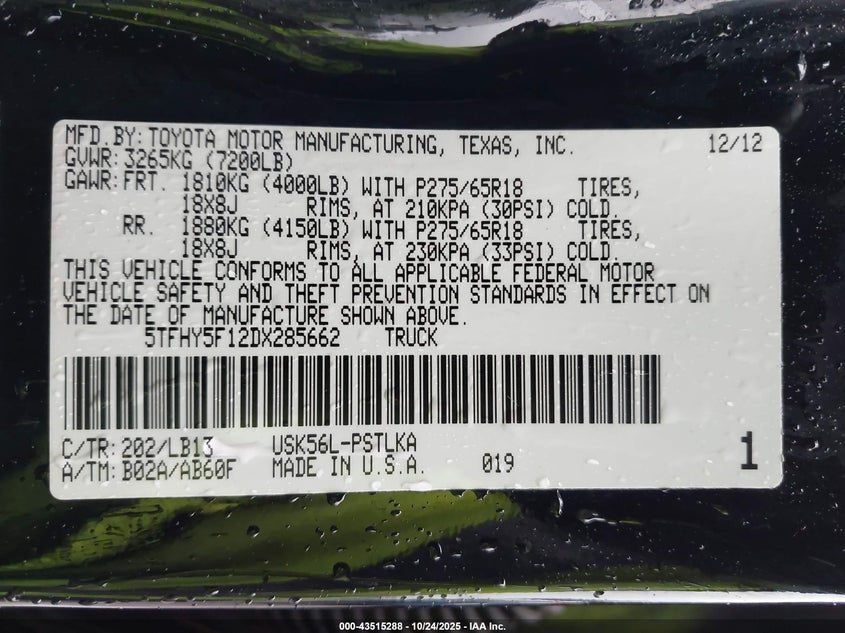 MFD.BY: TOYOTA MOTOR MANUFACTURING, TEXAS, INC. 12/12
GVWR: 3265KG (7200LB)
GAWR: FRT. 1810KG (4000LB) WITH P275/65R18 TIRES,
18X8J RIMS, AT 210KPA (30PSI) COLD.
RR. 1880KG (4150LB) WITH P275/65R18 TIRES,
18X8J RIMS, AT 230KPA (33PSI) COLD.
THIS VEHICLE CONFORMS TO ALL APPLICABLE FEDERAL MOTOR
VEHICLE SAFETY AND THEFT PREVENTION STANDARDS IN EFFECT ON
THE DATE OF MANUFACTURE SHOWN ABOVE.
5TFHY5F12DX285662 TRUCK
C/TR: 202/LB13 USK56L-PSTLKA
A/TM: B02A/AB60F MADE IN U.S.A. 019 1
000-43515288 - 10/24/2025 - IAA Inc.